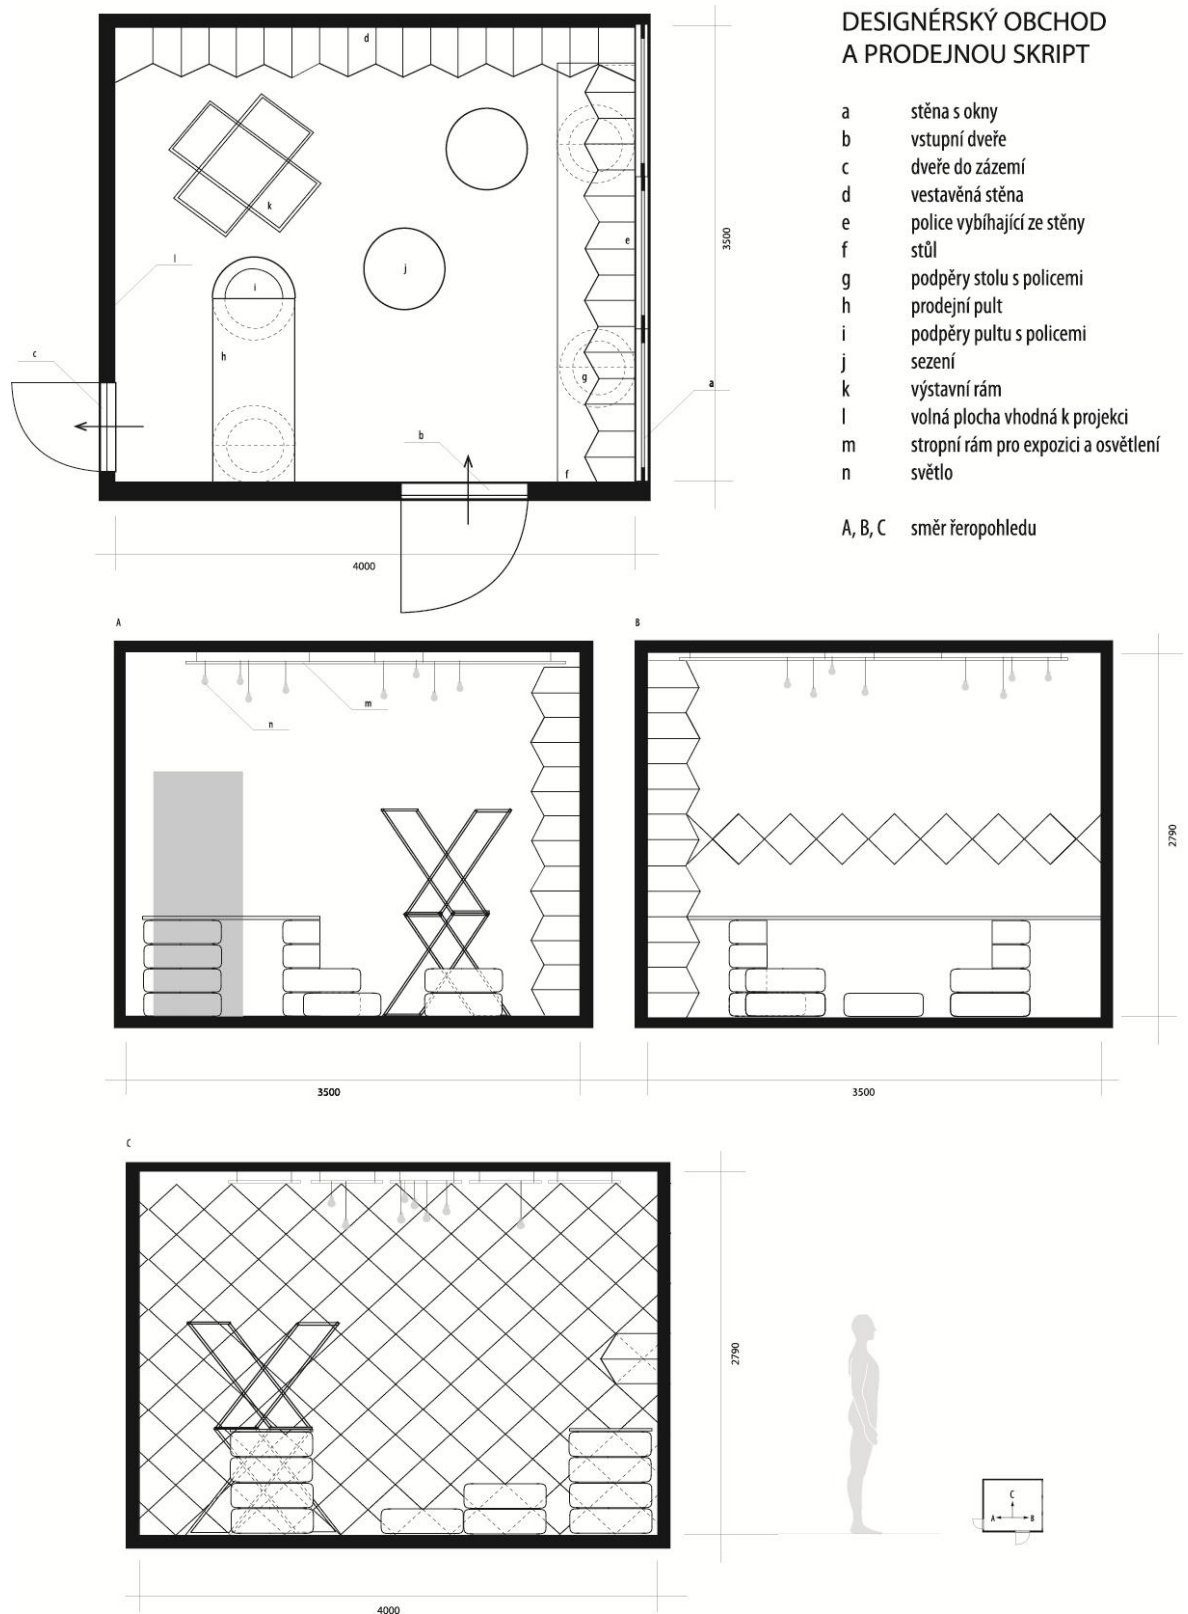 DESIGNÉRSKÝ OBCHOD
A PRODEJNOU SKRIPT
a stěna s okny
b vstupní dveře
c dveře do zázemí
d vestavěná stěna
e police vybíhající ze stěny
f stůl
g podpěry stolu s policemi
h prodejní pult
i podpěry pultu s policemi
j sezení
k výstavní rám
l volná plocha vhodná k projekci
m stropní rám pro expozici a osvětlení
n světlo
A, B, C směr řeropohledu
d
k
e
l
j
i
h
c
g
a
b
f
3500
4000
A
m
n
3500
B
2790
3500
C
2790
4000
C
A
B